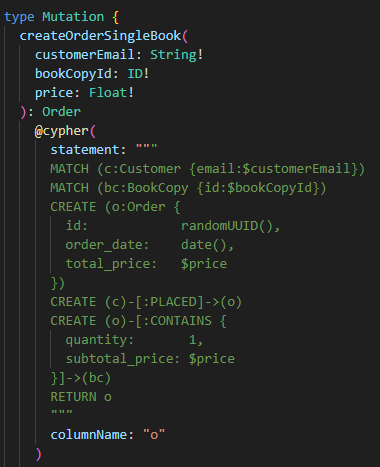 type Mutation {
  createOrderSingleBook(
    customerEmail: String!
    bookCopyId: ID!
    price: Float!
  ): Order
    @cypher(
      statement: """
      MATCH (c:Customer {email:$customerEmail})
      MATCH (bc:BookCopy {id:$bookCopyId})
      CREATE (o:Order {
        id:           randomUUID(),
        order_date:   date(),
        total_price:  $price
      })
      CREATE (c)-[:PLACED]->(o)
      CREATE (o)-[:CONTAINS {
        quantity:       1,
        subtotal_price: $price
      }]->(bc)
      RETURN o
      """
      columnName: "o"
    )